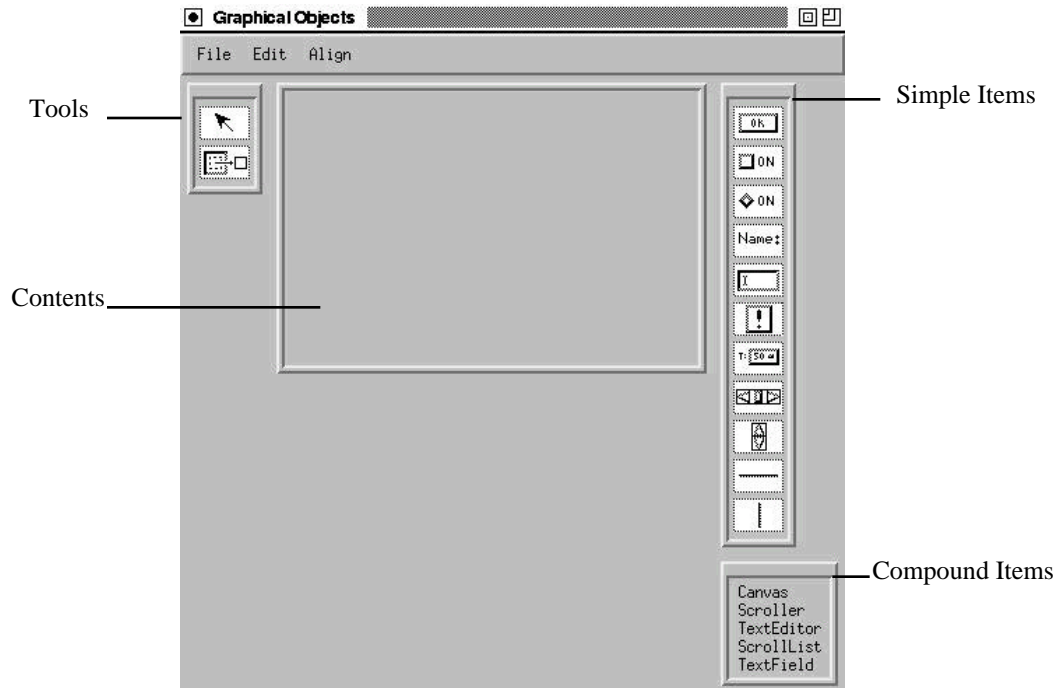 Graphical Objects
File Edit Align
Tools
Simple Items
OK
ON
ON
Name:
Contents
!
T: 50
Compound Items
Canvas
Scroller
TextEditor
ScrollList
TextField